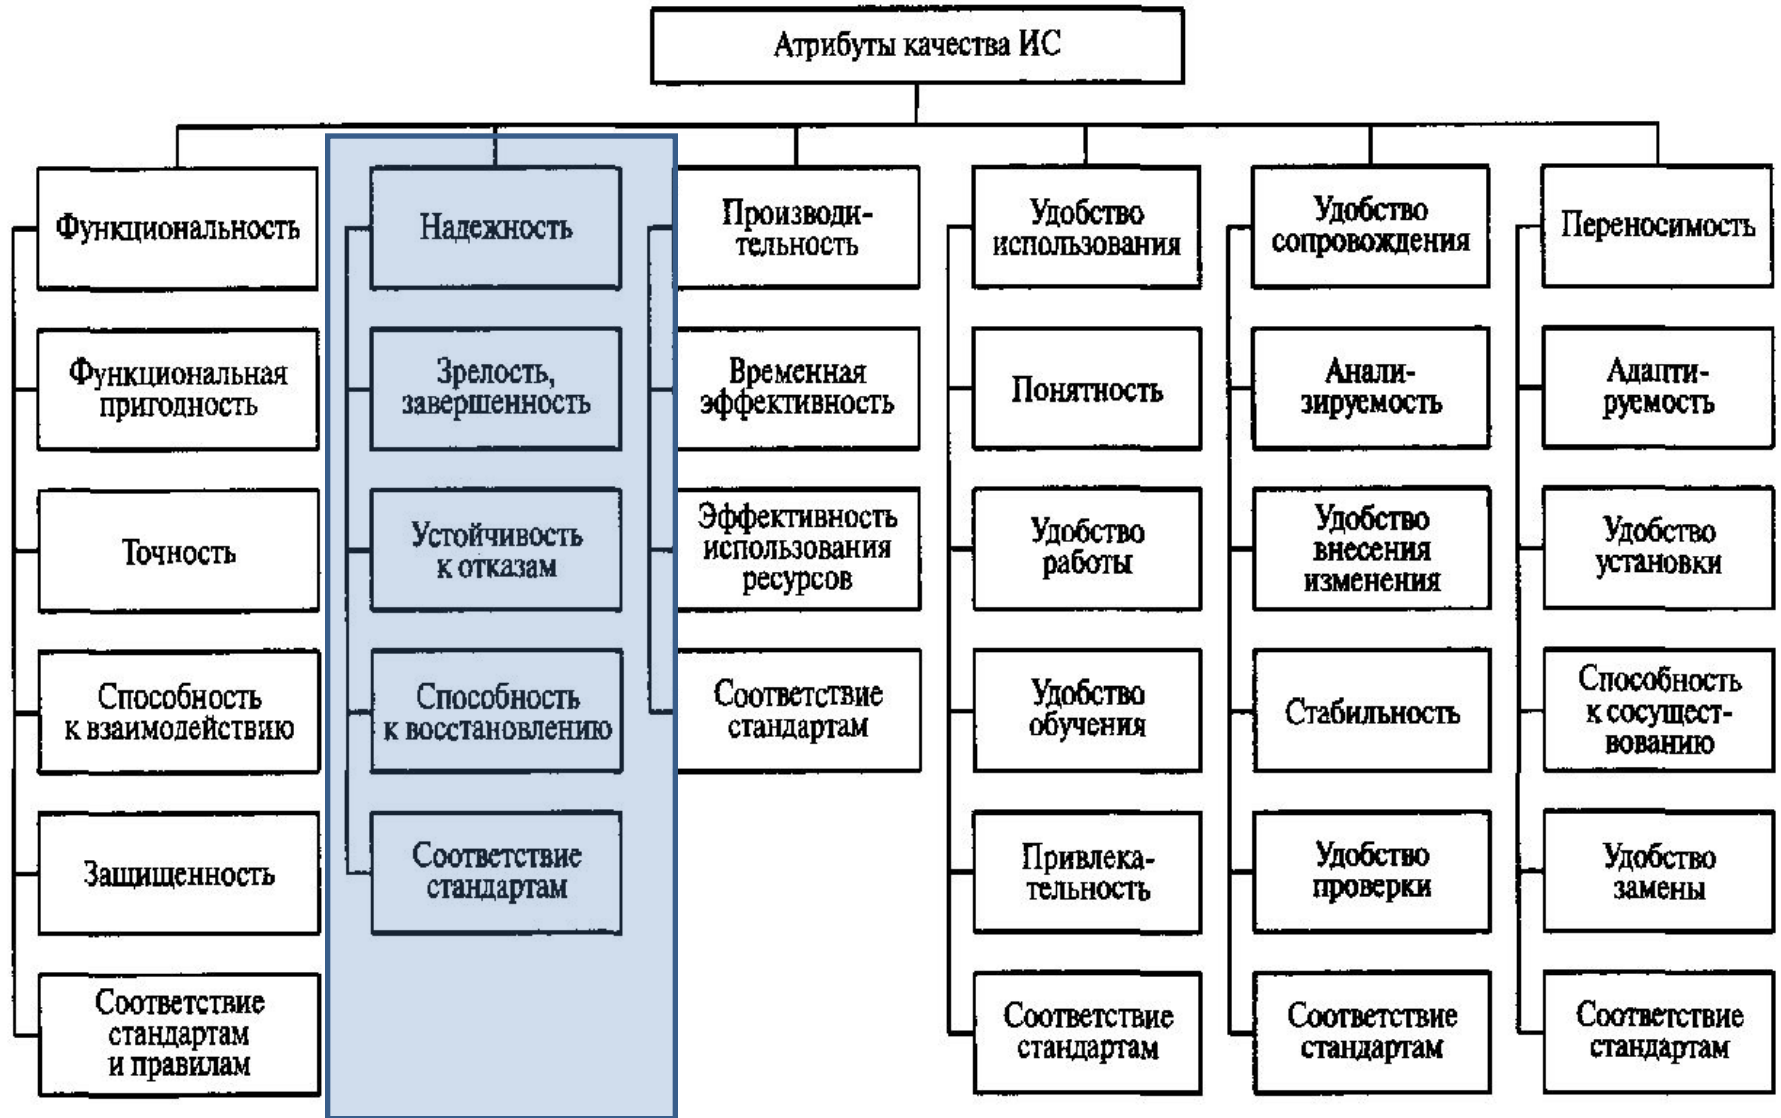 Атрибуты качества ИС
Функциональность
Функциональная
пригодность
Точность
Способность
к взаимодействию
Защищенность
Соответствие
стандартам
и правилам
Надежность
Зрелость,
завершенность
Устойчивость
к отказам
Способность
к восстановлению
Соответствие
стандартам
Производи-
тельность
Временная
эффективность
Эффективность
использования
ресурсов
Соответствие
стандартам
Удобство
использования
Понятность
Удобство
работы
Удобство
обучения
Привлека-
тельность
Соответствие
стандартам
Удобство
сопровождения
Анали-
зируемость
Удобство
внесения
изменения
Стабильность
Удобство
проверки
Соответствие
стандартам
Переносимость
Адапти-
руемость
Удобство
установки
Способность
к сосущест-
вованию
Удобство
замены
Соответствие
стандартам